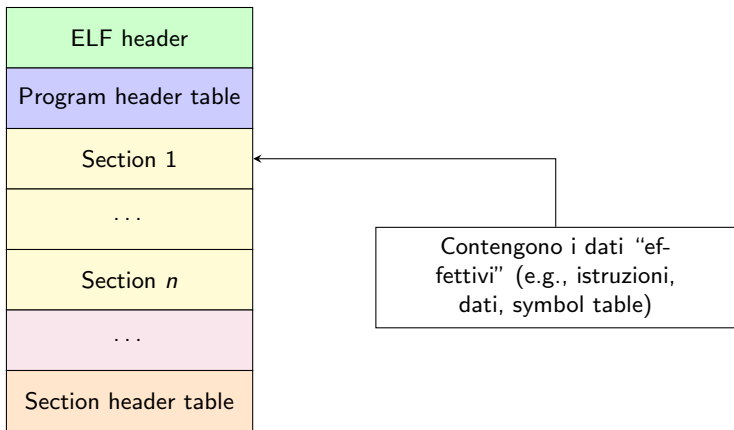 ELF header
Program header table
Section 1
...
Section n
...
Section header table
Contengono i dati “ef-
fettivi” (e.g., istruzioni,
dati, symbol table)